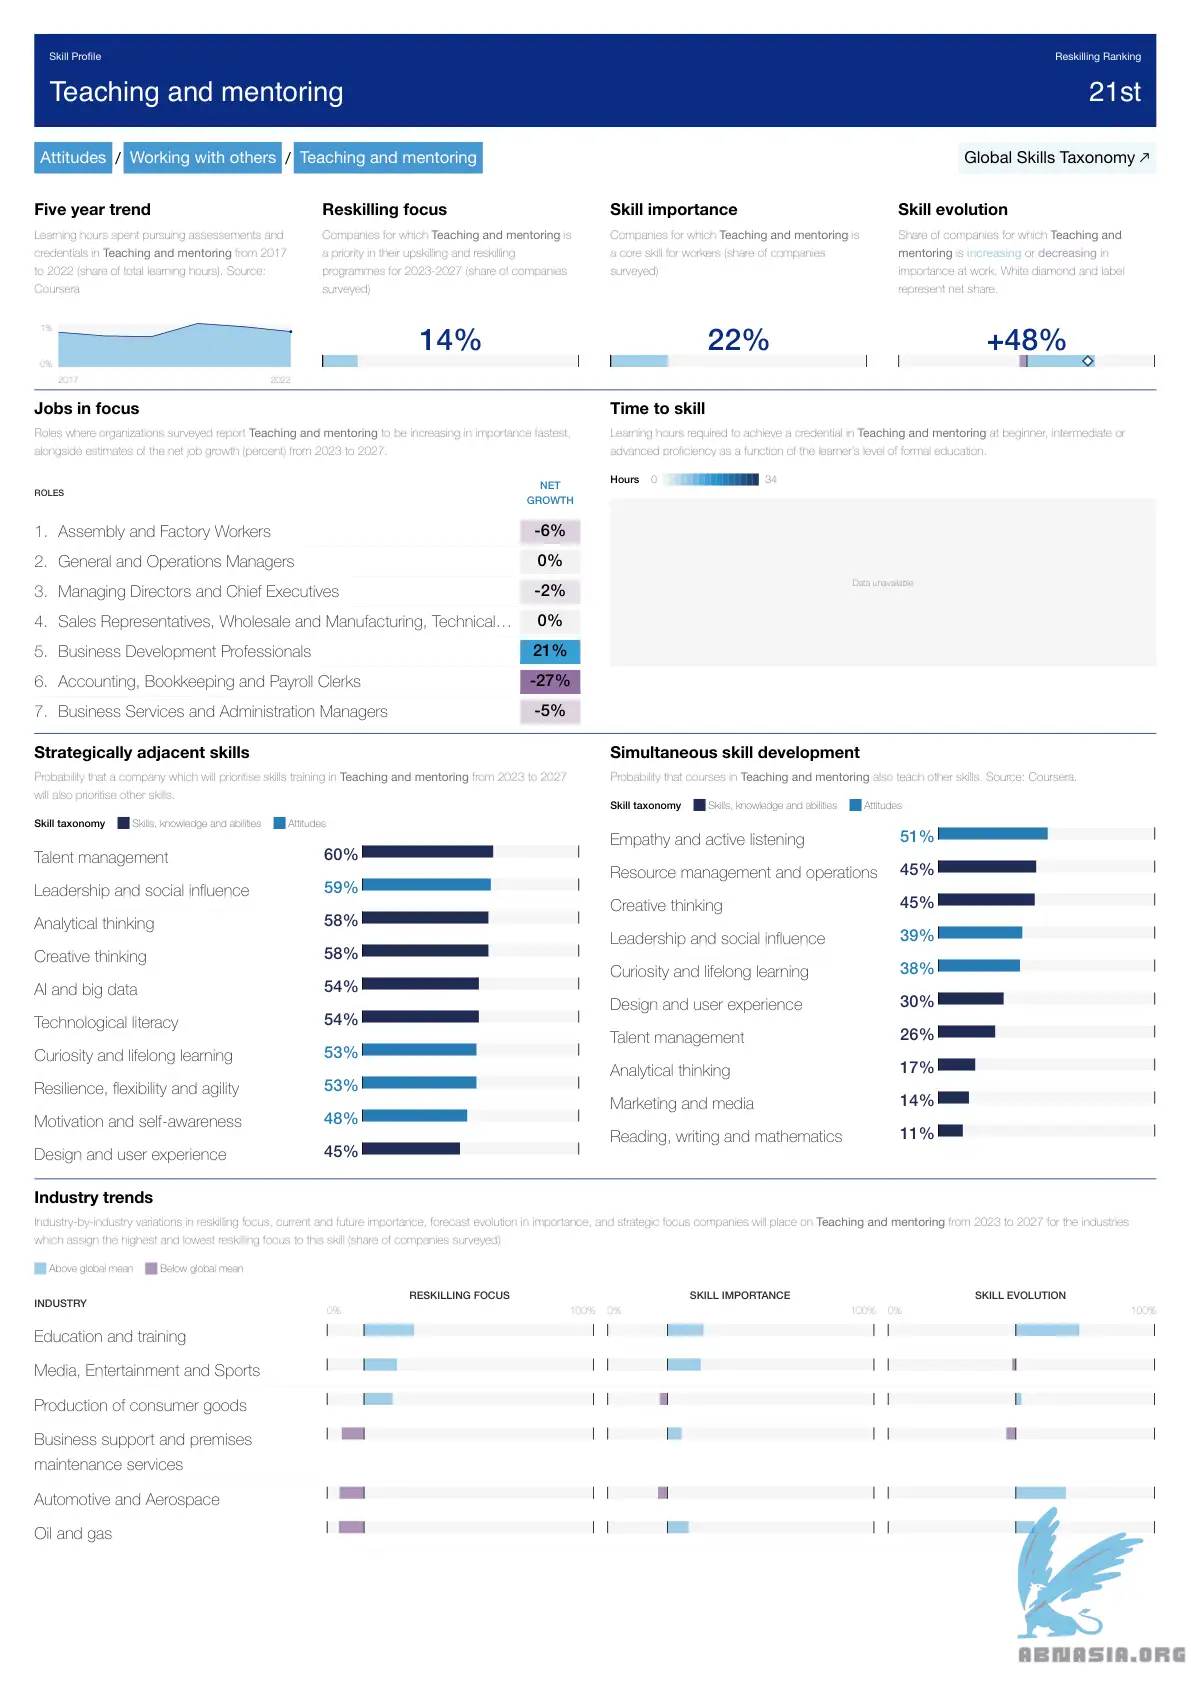 Skill Profile
Reskilling Ranking
Teaching and mentoring
21st
Attitudes / Working with others / Teaching and mentoring
Global Skills Taxonomy ↗
Five year trend
Learning hours spent pursuing assessements and
credentials in Teaching and mentoring from 2017
to 2022 (share of total learning hours). Source:
Coursera
1%
0%
2017
2022
Reskilling focus
Companies for which Teaching and mentoring is
a priority in their upskilling and reskilling
programmes for 2023-2027 (share of companies
surveyed)
14%
Skill importance
Companies for which Teaching and mentoring is
a core skill for workers (share of companies
surveyed)
22%
Skill evolution
Share of companies for which Teaching and
mentoring is increasing or decreasing in
importance at work. White diamond and label
represent net share.
+48%
Jobs in focus
Roles where organizations surveyed report Teaching and mentoring to be increasing in importance fastest,
alongside estimates of the net job growth (percent) from 2023 to 2027.
ROLES
NET
GROWTH
1. Assembly and Factory Workers -6%
2. General and Operations Managers 0%
3. Managing Directors and Chief Executives -2%
4. Sales Representatives, Wholesale and Manufacturing, Technical… 0%
5. Business Development Professionals 21%
6. Accounting, Bookkeeping and Payroll Clerks -27%
7. Business Services and Administration Managers -5%
Time to skill
Learning hours required to achieve a credential in Teaching and mentoring at beginner, intermediate or
advanced proficiency as a function of the learner's level of formal education.
Hours 0 34
Data unavailable
Strategically adjacent skills
Probability that a company which will prioritise skills training in Teaching and mentoring from 2023 to 2027
will also prioritise other skills.
Skill taxonomy Skills, knowledge and abilities Attitudes
Talent management 60%
Leadership and social influence 59%
Analytical thinking 58%
Creative thinking 58%
AI and big data 54%
Technological literacy 54%
Curiosity and lifelong learning 53%
Resilience, flexibility and agility 53%
Motivation and self-awareness 48%
Design and user experience 45%
Simultaneous skill development
Probability that courses in Teaching and mentoring also teach other skills. Source: Coursera.
Skill taxonomy Skills, knowledge and abilities Attitudes
Empathy and active listening 51%
Resource management and operations 45%
Creative thinking 45%
Leadership and social influence 39%
Curiosity and lifelong learning 38%
Design and user experience 30%
Talent management 26%
Analytical thinking 17%
Marketing and media 14%
Reading, writing and mathematics 11%
Industry trends
Industry-by-industry variations in reskilling focus, current and future importance, forecast evolution in importance, and strategic focus companies will place on Teaching and mentoring from 2023 to 2027 for the industries
which assign the highest and lowest reskilling focus to this skill (share of companies surveyed)
Above global mean Below global mean
INDUSTRY
RESKILLING FOCUS
SKILL IMPORTANCE
SKILL EVOLUTION
0% 100% 0% 100% 0% 100%
Education and training
Media, Entertainment and Sports
Production of consumer goods
Business support and premises
maintenance services
Automotive and Aerospace
Oil and gas
ABNASIA.ORG